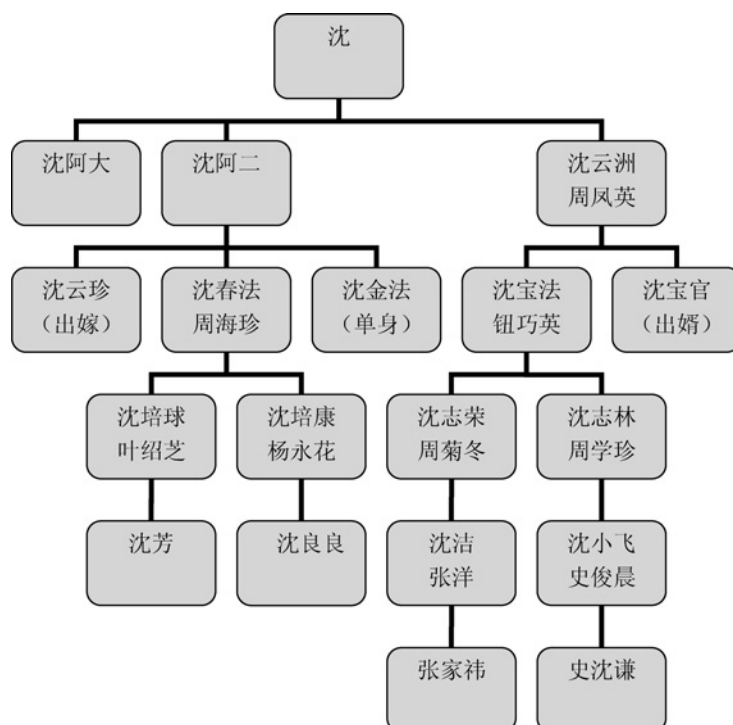 沈
沈阿大
沈阿二
沈云洲
周凤英
沈云珍
（出嫁）
沈春法
周海珍
沈金法
（单身）
沈宝法
钮巧英
沈宝官
（出婿）
沈培球
叶绍芝
沈培康
杨永花
沈志荣
周菊冬
沈志林
周学珍
沈芳
沈良良
沈洁
张洋
沈小飞
史俊晨
张家祎
史沈谦